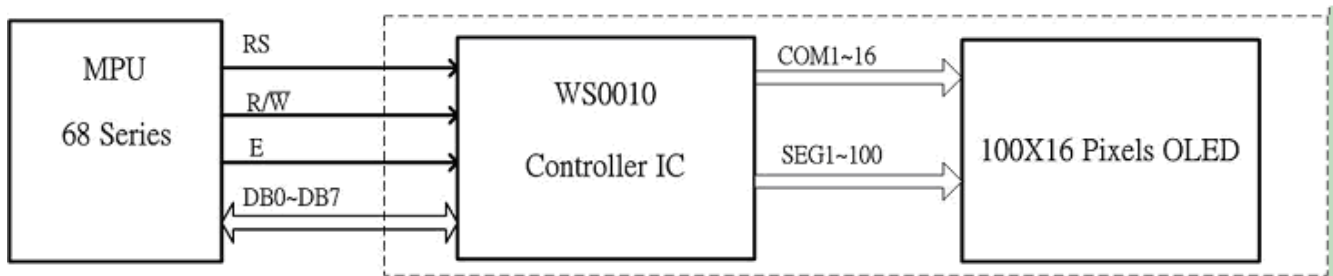 MPU
68 Series
RS
R/W̅
E
DB0~DB7
WS0010
Controller IC
COM1~16
SEG1~100
100X16 Pixels OLED